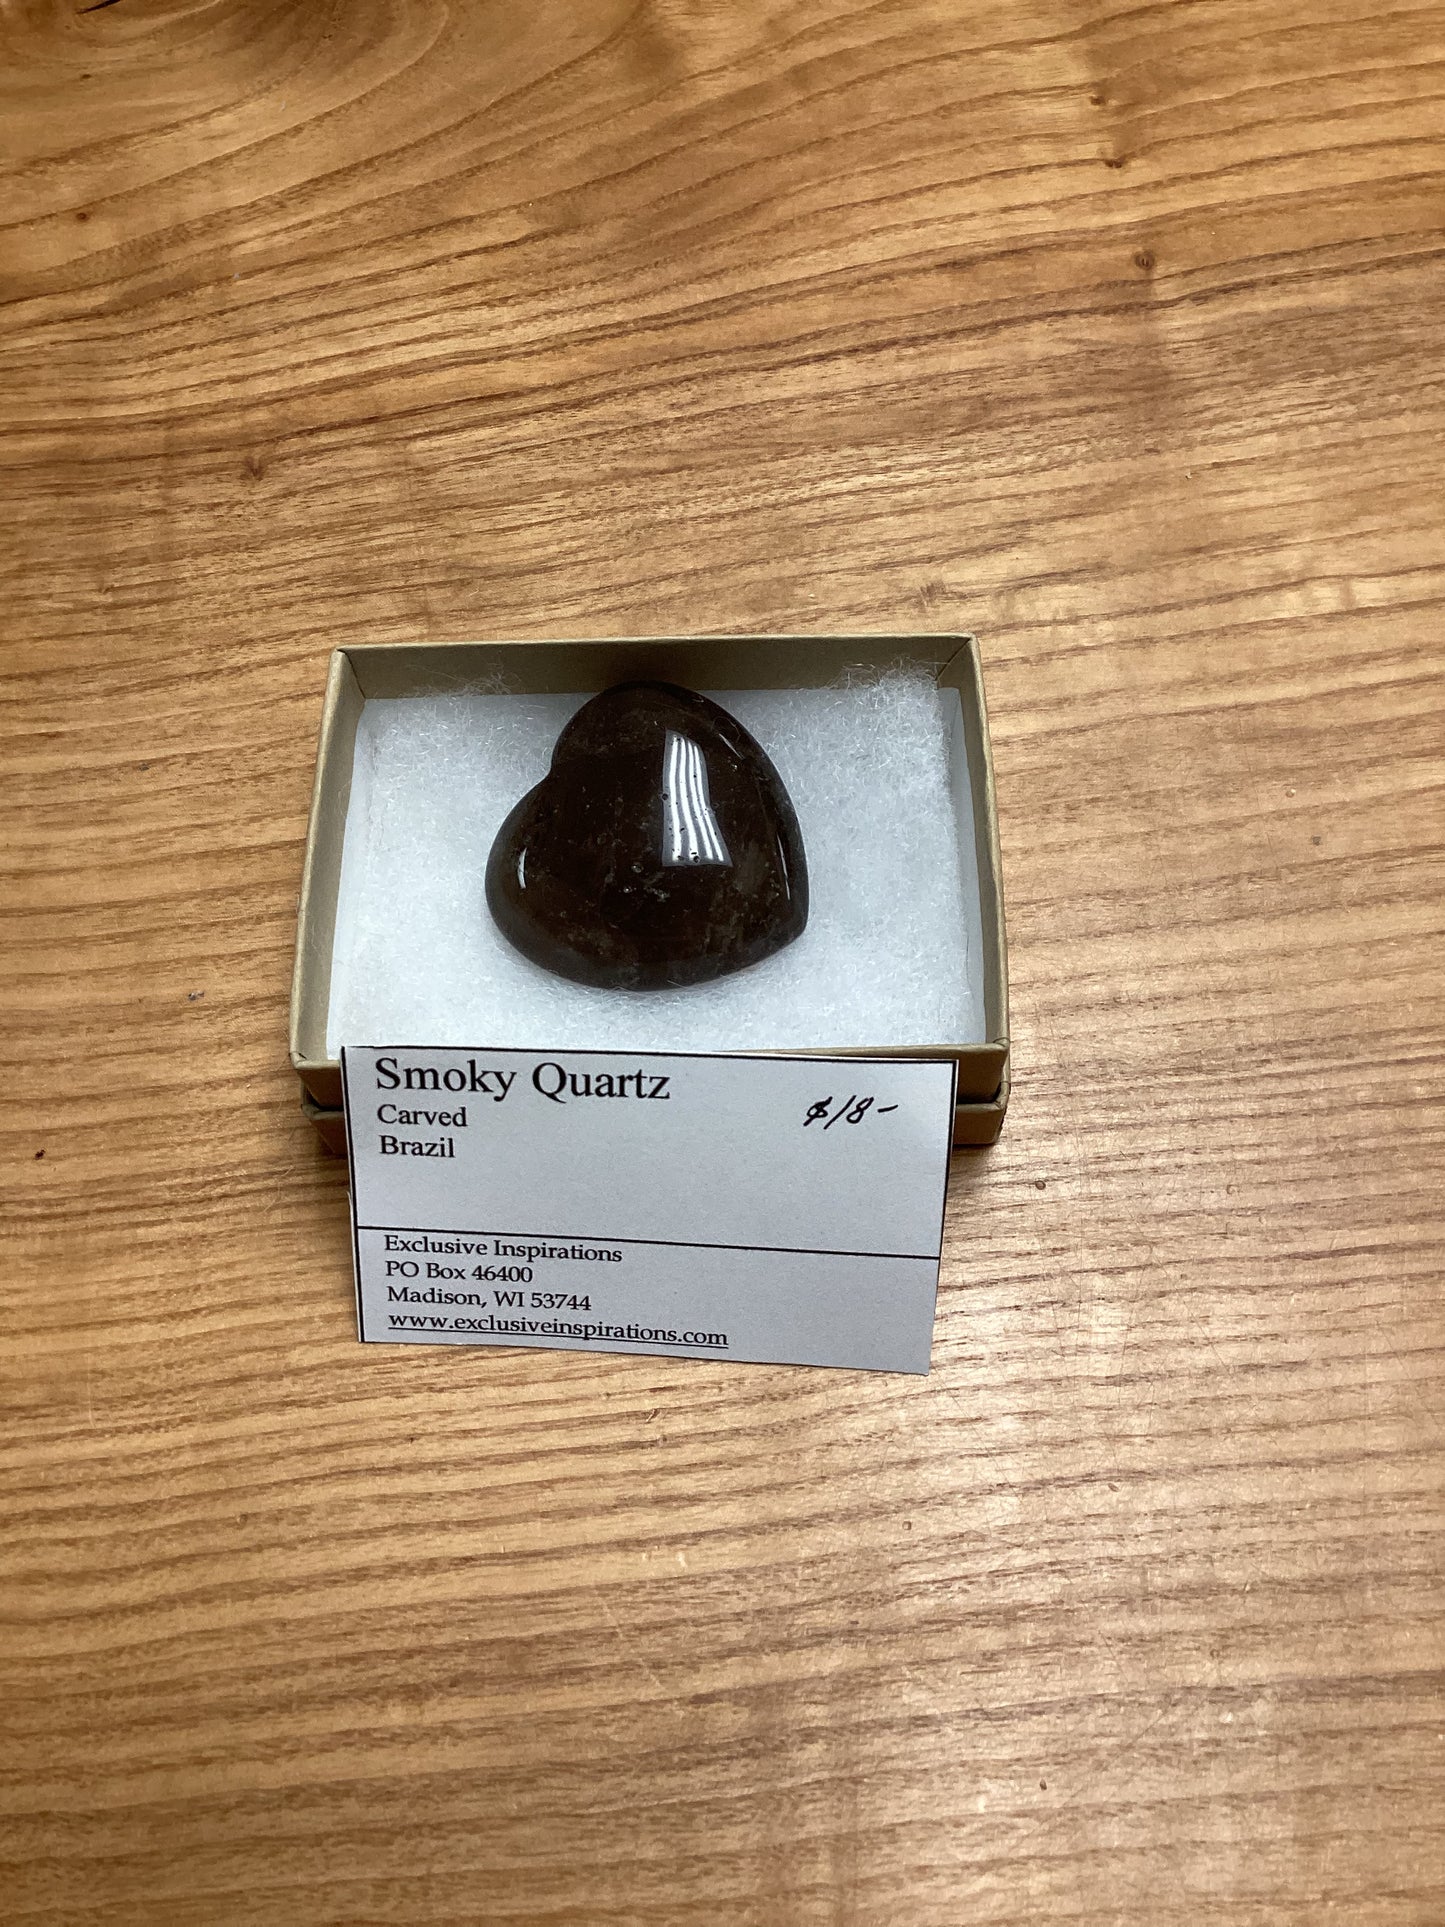 Smoky Quartz
$18-
Carved
Brazil
Exclusive Inspirations
PO Box 46400
Madison, WI 53744
www.exclusiveinspirations.com